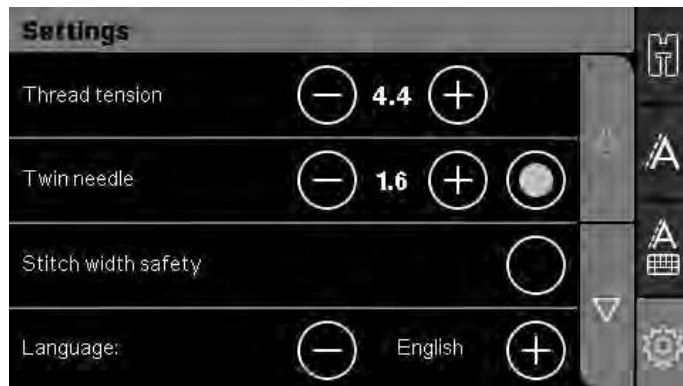 Settings
Thread tension 4.4
Twin needle 1.6
Stitch width safety
Language: English